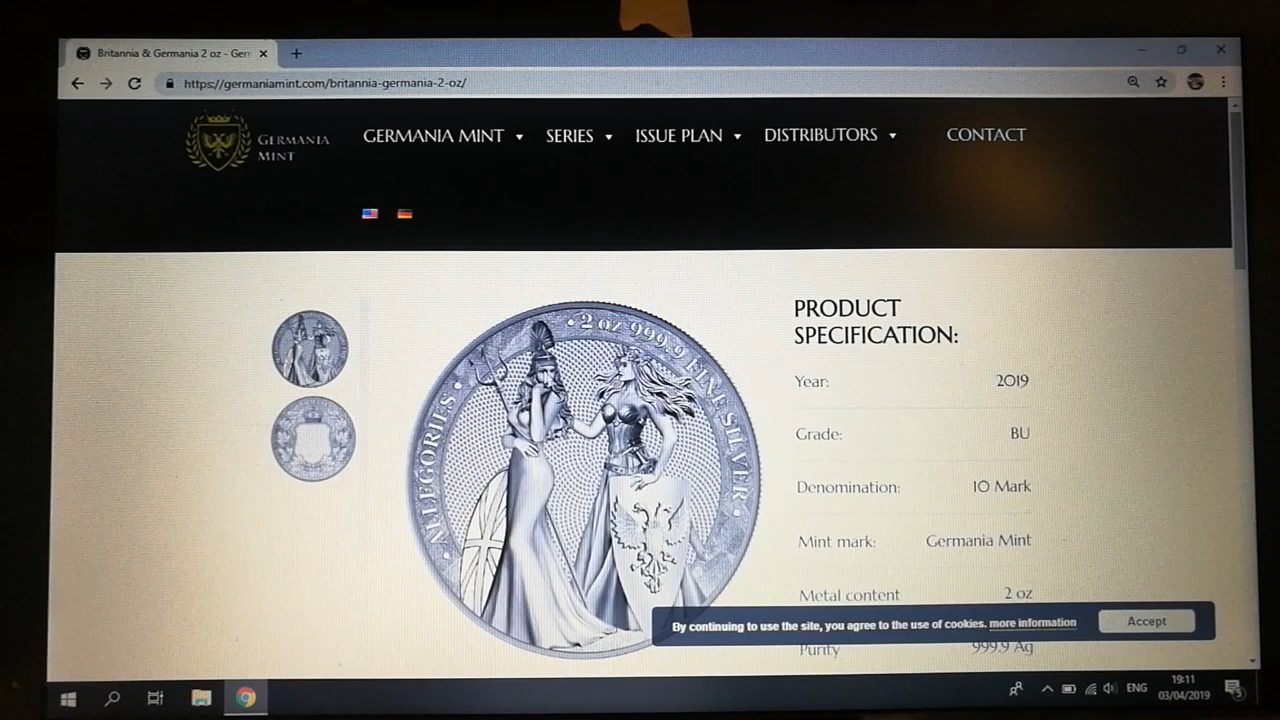 Britannia & Germania 2 oz - Ger
https://germaniamint.com/britannia-germania-2-oz/
GERMANIA MINT
GERMANIA MINT SERIES ISSUE PLAN DISTRIBUTORS CONTACT
PRODUCT
SPECIFICATION:
Year: 2019
Grade: BU
Denomination: 10 Mark
Mint mark: Germania Mint
Metal content 2 oz
Purity 999.9 Ag
• ALLEGORIES • • 2 oz 999.9 FINE SILVER •
By continuing to use the site, you agree to the use of cookies. more information Accept
ENG
19:11
03/04/2019
5